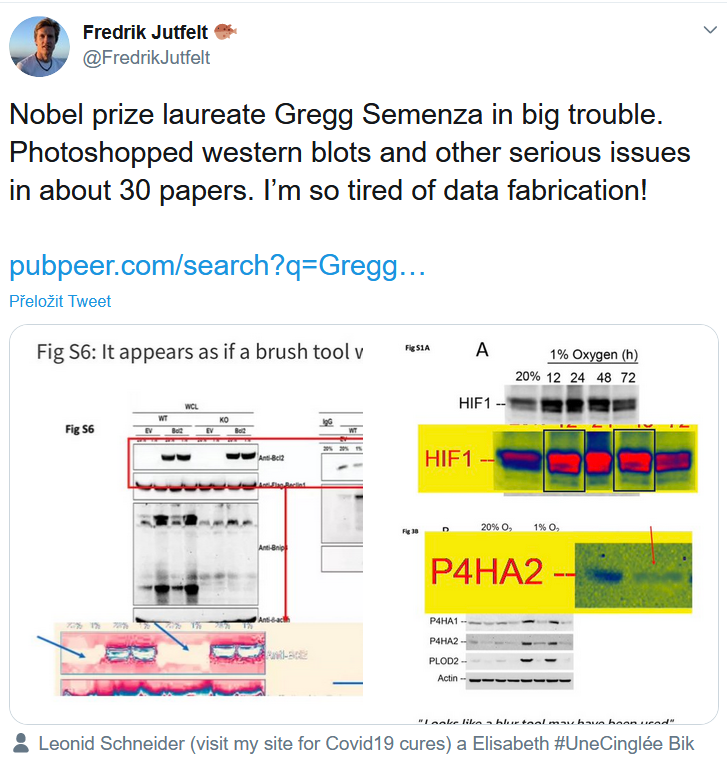 Fredrik Jutfelt
@FredrikJutfelt
Nobel prize laureate Gregg Semenza in big trouble.
Photoshopped western blots and other serious issues
in about 30 papers. I’m so tired of data fabrication!
pubpeer.com/search?q=Gregg…
Přeložit Tweet
Fig S6: It appears as if a brush tool
Fig S6
WCL
WT KO
EV Bcl2 EV Bcl2
Anti-Bcl2
Anti-Flag-Beclin1
Anti-Bnip3
Anti-β-actin
Anti-Bcl2
IgG
WT
EV
20% 20% 1%
Fig S1A
A
1% Oxygen (h)
20% 12 24 48 72
HIF1
HIF1 --
Fig 3B
20% O₂ 1% O₂
P4HA2 --
P4HA1
P4HA2
PLOD2
Actin
"Looks like a blur tool may have been used"
Leonid Schneider (visit my site for Covid19 cures) a Elisabeth #UneCinglée Bik